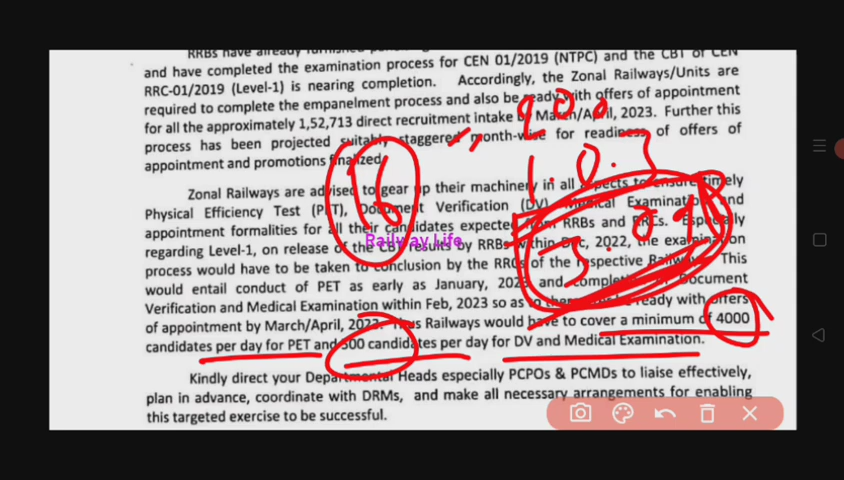 RRBs have already furnished
and have completed the examination process for CEN 01/2019 (NTPC) and the CBT of CEN
RRC-01/2019 (Level-1) is nearing completion. Accordingly, the Zonal Railways/Units are
required to complete the empanelment process and also be ready with offers of appointment
for all the approximately 1,52,713 direct recruitment intake by March/April, 2023. Further this
process has been projected suitably staggered month-wise for readiness of offers of
appointment and promotions finalized.
Zonal Railways are advised to gear up their machinery in all aspects to ensure timely
Physical Efficiency Test (PET), Document Verification (DV), Medical Examination and
appointment formalities for all their candidates expected from RRBs and RRCs. Especially
regarding Level-1, on release of the CBT results by RRBs within Dec, 2022, the examination
process would have to be taken to conclusion by the RRCs of the respective Railways. This
would entail conduct of PET as early as January, 2023 and completion of Document
Verification and Medical Examination within Feb, 2023 so as to be ready with offers
of appointment by March/April, 2023. Thus Railways would have to cover a minimum of 4000
candidates per day for PET and 500 candidates per day for DV and Medical Examination.
Kindly direct your Departmental Heads especially PCPOs & PCMDs to liaise effectively,
plan in advance, coordinate with DRMs, and make all necessary arrangements for enabling
this targeted exercise to be successful.
Railway Life
16
1.03